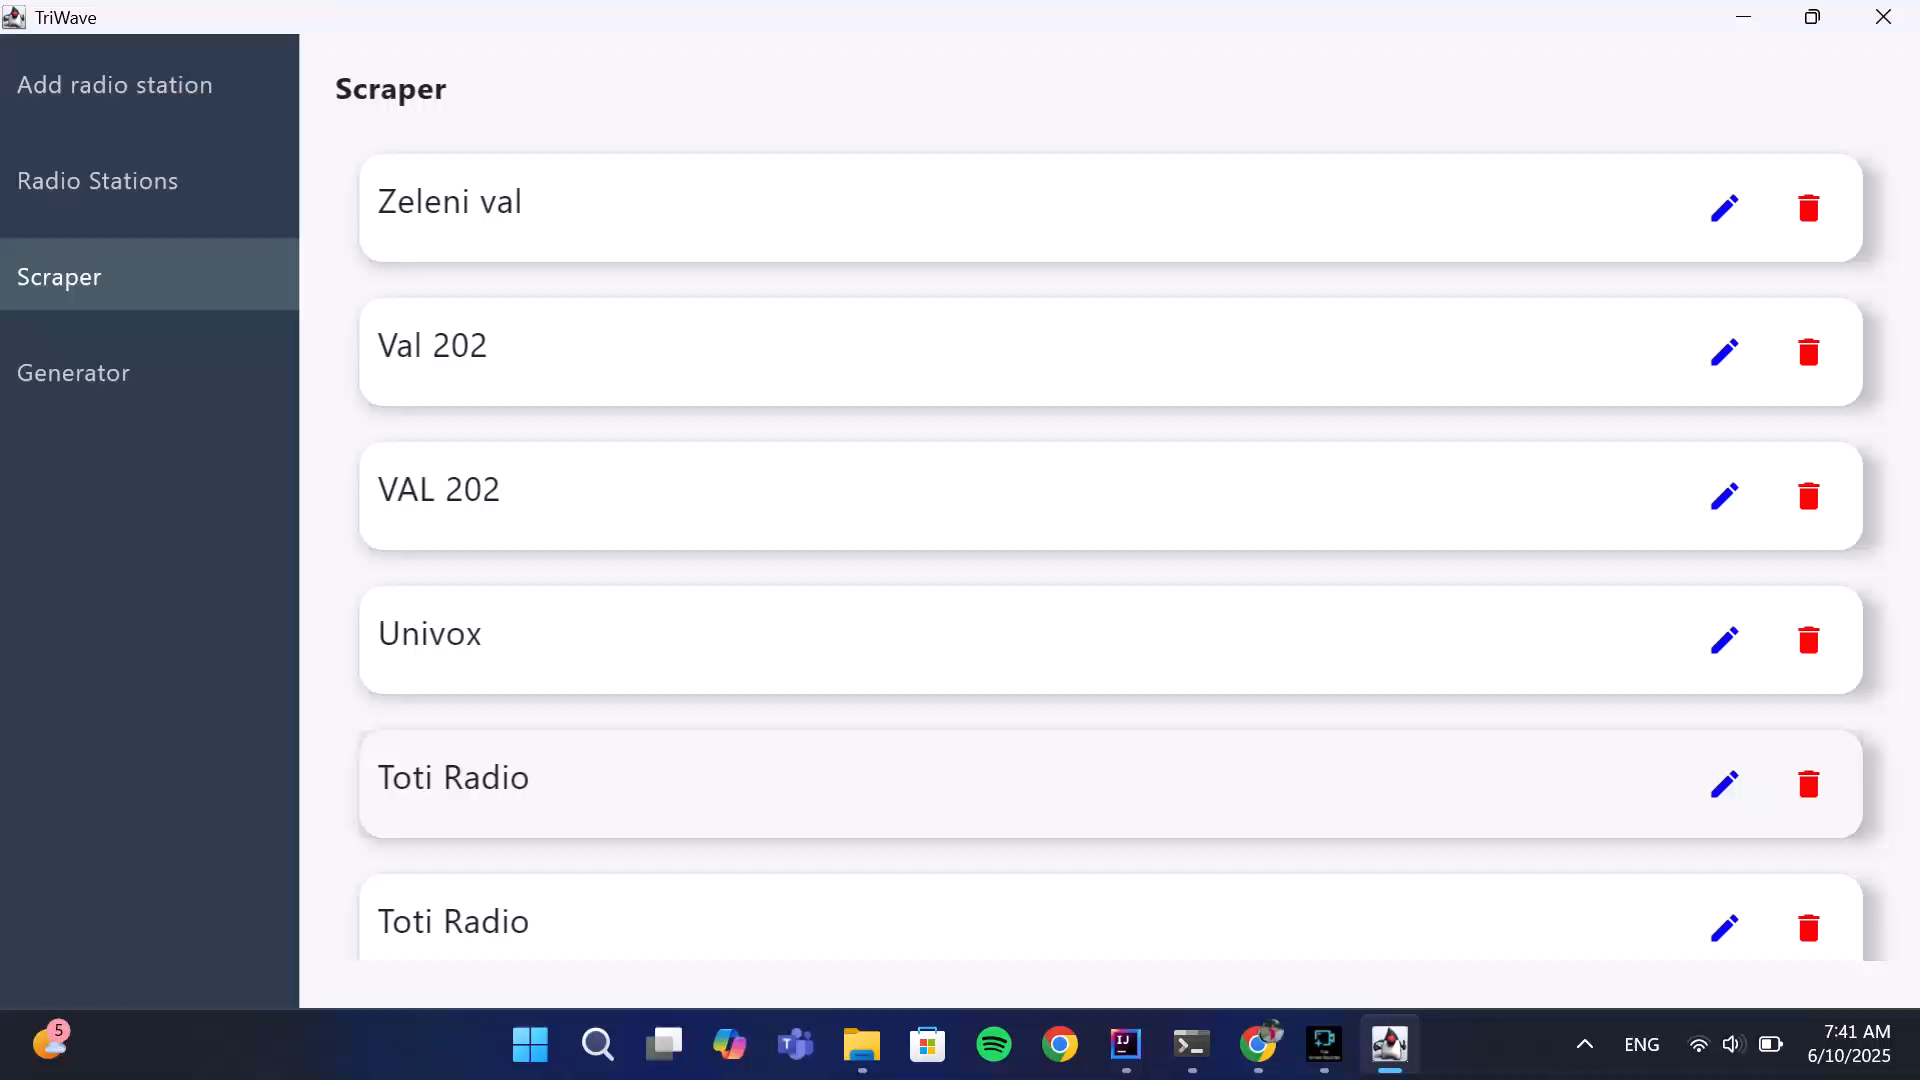 TriWave
Add radio station
Radio Stations
Scraper
Generator
Scraper
Zeleni val
Val 202
VAL 202
Univox
Toti Radio
Toti Radio
5
ENG
7:41 AM
6/10/2025